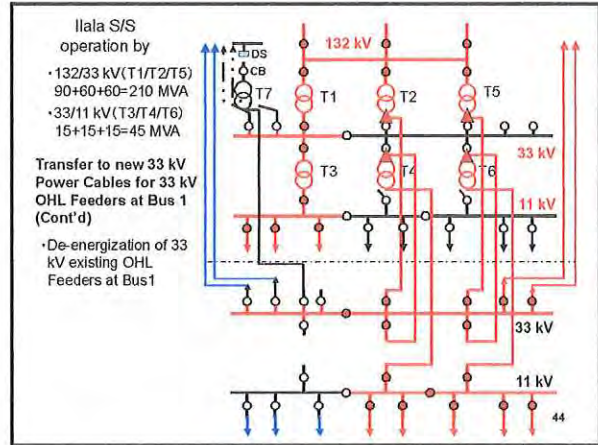 Ilala S/S
operation by
・132/33 kV(T1/T2/T5)
90+60+60=210 MVA
・33/11 kV(T3/T4/T6)
15+15+15=45 MVA
Transfer to new 33 kV
Power Cables for 33 kV
OHL Feeders at Bus 1
(Cont'd)
・De-energization of 33
kV existing OHL
Feeders at Bus1
DS
CB
T7
132 kV
T1
T2
T5
33 kV
T3
T4
T6
11 kV
33 kV
11 kV
44